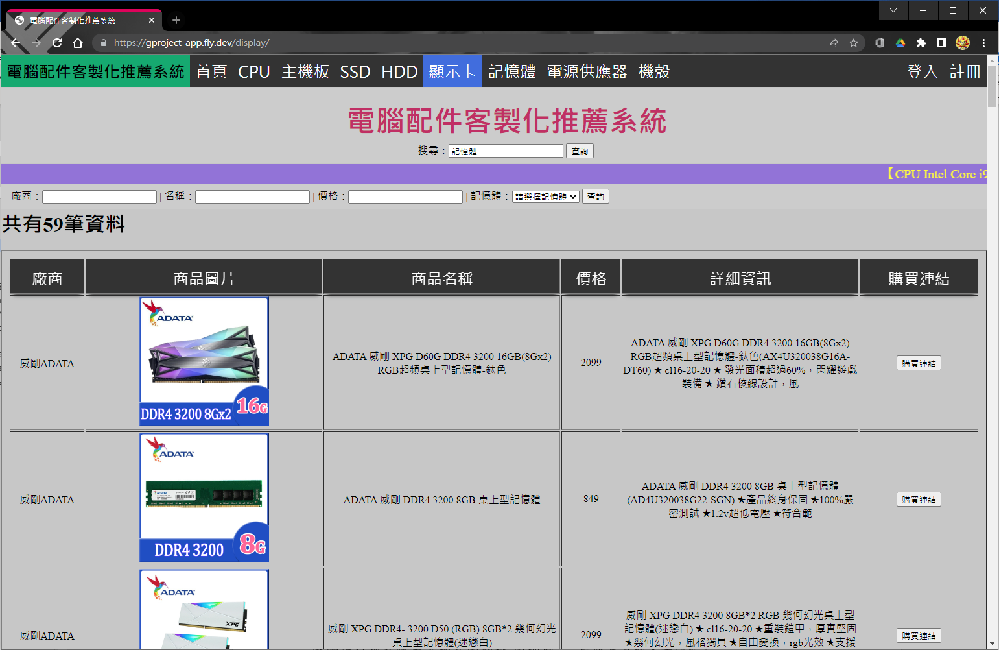 電腦配件客製化推薦系統
https://gproject-app.fly.dev/display/
電腦配件客製化推薦系統 首頁 CPU 主機板 SSD HDD 顯示卡 記憶體 電源供應器 機殼 登入 註冊
電腦配件客製化推薦系統
搜尋：記憶體 查詢
【CPU Intel Core i9
廠商： | 名稱： | 價格： | 記憶體：請選擇記憶體 查詢
共有59筆資料
廠商 商品圖片 商品名稱 價格 詳細資訊 購買連結
威剛ADATA
ADATA
DDR4 3200 8Gx2 16G
ADATA 威剛 XPG D60G DDR4 3200 16GB(8Gx2)
RGB超頻桌上型記憶體-鈦色
2099
ADATA 威剛 XPG D60G DDR4 3200 16GB(8Gx2)
RGB超頻桌上型記憶體-鈦色(AX4U320038G16A-
DT60) ★ cl16-20-20 ★ 發光面積超過60%，閃耀遊戲
裝備 ★ 鑽石稜線設計，風
購買連結
威剛ADATA
ADATA
DDR4 3200 8G
ADATA 威剛 DDR4 3200 8GB 桌上型記憶體
849
ADATA 威剛 DDR4 3200 8GB 桌上型記憶體
(AD4U320038G22-SGN) ★產品終身保固 ★100%嚴
密測試 ★1.2v超低電壓 ★符合範
購買連結
威剛ADATA
ADATA
XPG
威剛 XPG DDR4- 3200 D50 (RGB) 8GB*2 幾何幻光
桌上型記憶體(迷戀白)
2099
威剛 XPG DDR4 3200 8GB*2 RGB 幾何幻光桌上型
記憶體(迷戀白) ★ cl16-20-20 ★重裝鎧甲，厚實堅固
★幾何幻光，風格獨具 ★自由變換，rgb光效 ★支援
購買連結